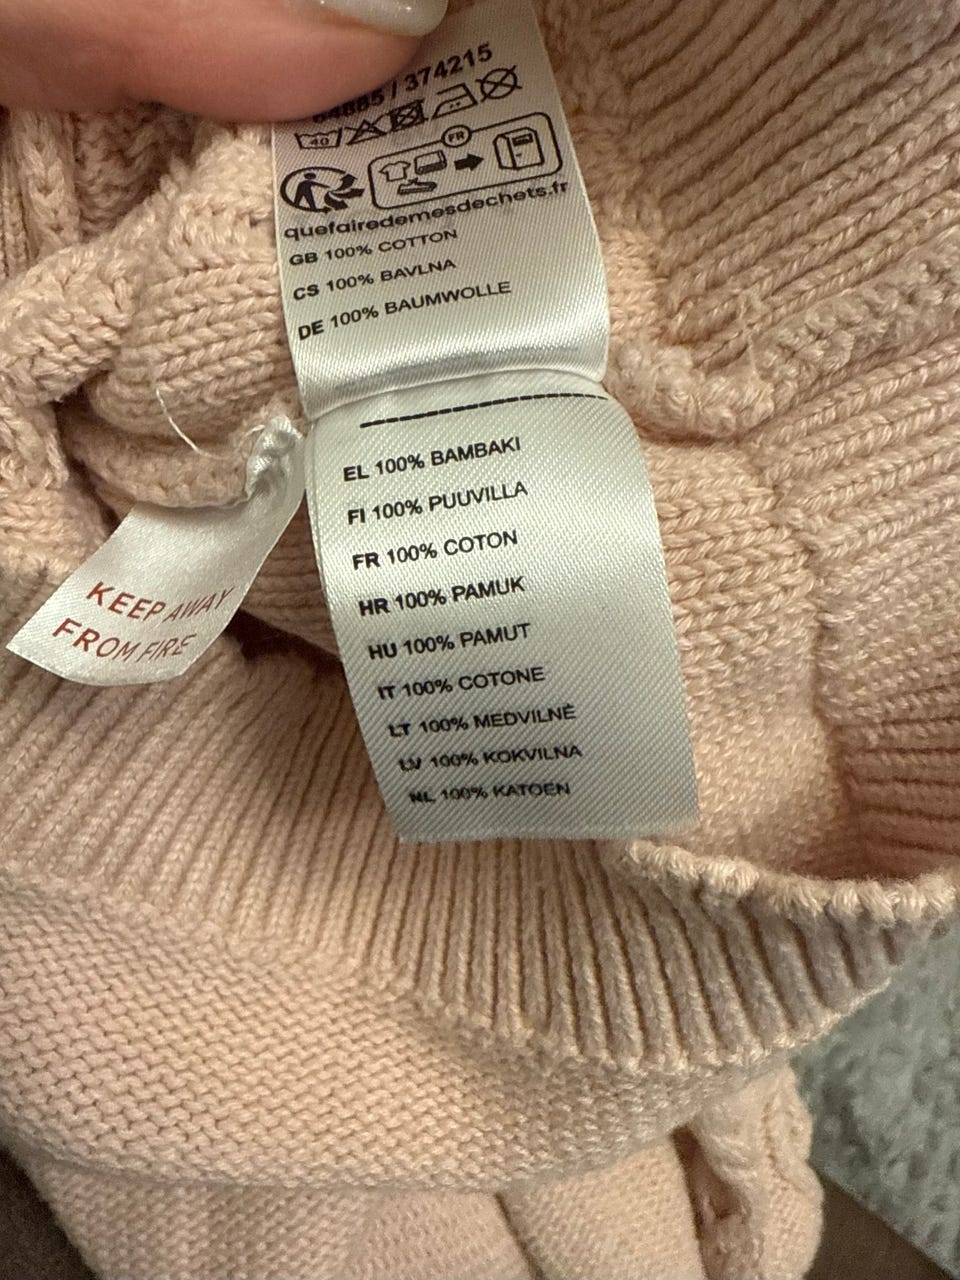 / 374215
40
FR
quefairedemesdechets.fr
GB 100% COTTON
CS 100% BAVLNA
DE 100% BAUMWOLLE
EL 100% BAMBAKI
FI 100% PUUVILLA
FR 100% COTON
HR 100% PAMUK
HU 100% PAMUT
IT 100% COTONE
LT 100% MEDVILNĖ
LV 100% KOKVILNA
NL 100% KATOEN
KEEP AWAY
FROM FIRE